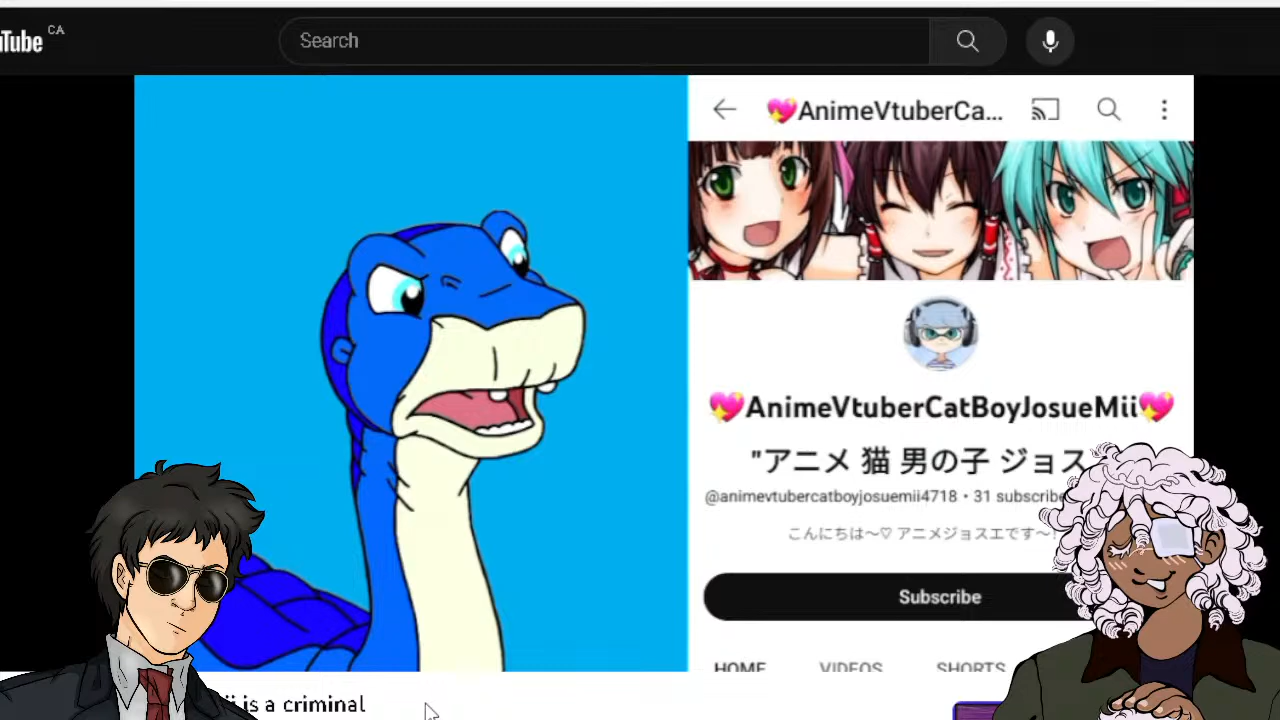 uTube CA
Search
💖AnimeVtuberCa...
💖AnimeVtuberCatBoyJosueMii💖
"アニメ 猫 男の子 ジョス
@animevtubercatboyjosuemii4718 • 31 subscribe
こんにちは〜♡ アニメジョスエです〜!
Subscribe
HOME VIDEOS SHORTS
is a criminal